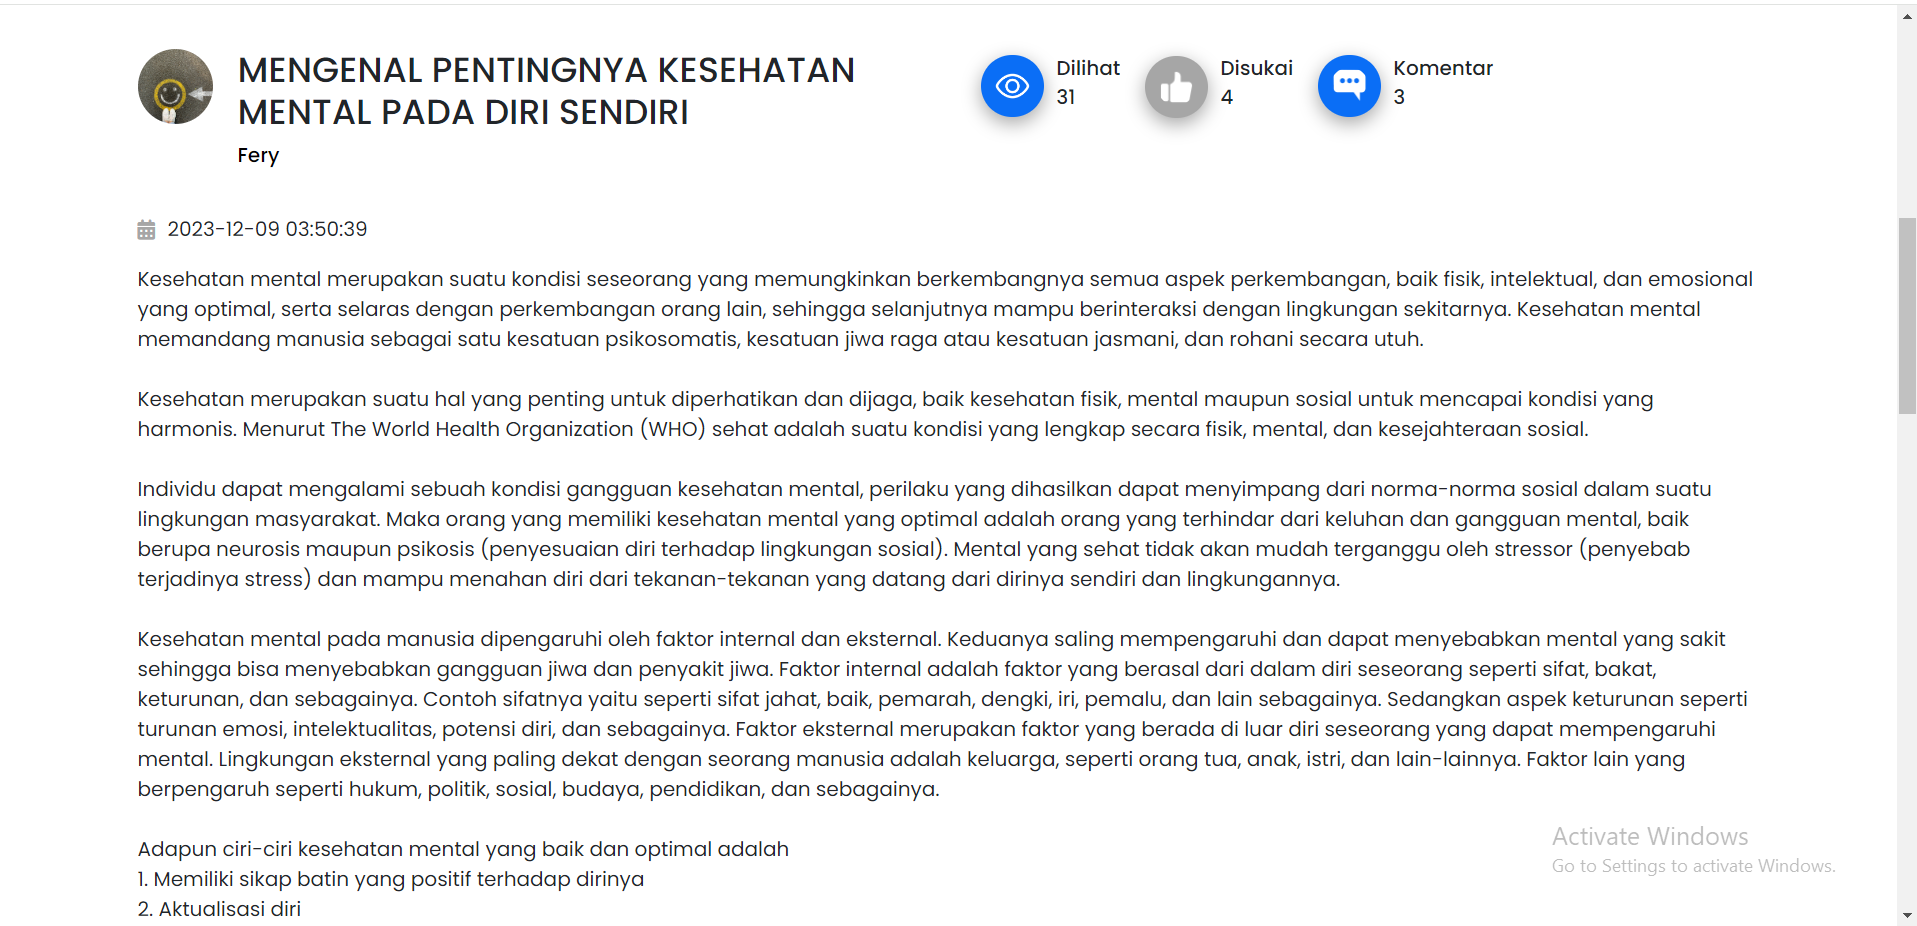 MENGENAL PENTINGNYA KESEHATAN
MENTAL PADA DIRI SENDIRI
Fery
Dilihat
31
Disukai
4
Komentar
3
2023-12-09 03:50:39
Kesehatan mental merupakan suatu kondisi seseorang yang memungkinkan berkembangnya semua aspek perkembangan, baik fisik, intelektual, dan emosional
yang optimal, serta selaras dengan perkembangan orang lain, sehingga selanjutnya mampu berinteraksi dengan lingkungan sekitarnya. Kesehatan mental
memandang manusia sebagai satu kesatuan psikosomatis, kesatuan jiwa raga atau kesatuan jasmani, dan rohani secara utuh.
Kesehatan merupakan suatu hal yang penting untuk diperhatikan dan dijaga, baik kesehatan fisik, mental maupun sosial untuk mencapai kondisi yang
harmonis. Menurut The World Health Organization (WHO) sehat adalah suatu kondisi yang lengkap secara fisik, mental, dan kesejahteraan sosial.
Individu dapat mengalami sebuah kondisi gangguan kesehatan mental, perilaku yang dihasilkan dapat menyimpang dari norma-norma sosial dalam suatu
lingkungan masyarakat. Maka orang yang memiliki kesehatan mental yang optimal adalah orang yang terhindar dari keluhan dan gangguan mental, baik
berupa neurosis maupun psikosis (penyesuaian diri terhadap lingkungan sosial). Mental yang sehat tidak akan mudah terganggu oleh stressor (penyebab
terjadinya stress) dan mampu menahan diri dari tekanan-tekanan yang datang dari dirinya sendiri dan lingkungannya.
Kesehatan mental pada manusia dipengaruhi oleh faktor internal dan eksternal. Keduanya saling mempengaruhi dan dapat menyebabkan mental yang sakit
sehingga bisa menyebabkan gangguan jiwa dan penyakit jiwa. Faktor internal adalah faktor yang berasal dari dalam diri seseorang seperti sifat, bakat,
keturunan, dan sebagainya. Contoh sifatnya yaitu seperti sifat jahat, baik, pemarah, dengki, iri, pemalu, dan lain sebagainya. Sedangkan aspek keturunan seperti
turunan emosi, intelektualitas, potensi diri, dan sebagainya. Faktor eksternal merupakan faktor yang berada di luar diri seseorang yang dapat mempengaruhi
mental. Lingkungan eksternal yang paling dekat dengan seorang manusia adalah keluarga, seperti orang tua, anak, istri, dan lain-lainnya. Faktor lain yang
berpengaruh seperti hukum, politik, sosial, budaya, pendidikan, dan sebagainya.
Adapun ciri-ciri kesehatan mental yang baik dan optimal adalah
1. Memiliki sikap batin yang positif terhadap dirinya
2. Aktualisasi diri
Activate Windows
Go to Settings to activate Windows.